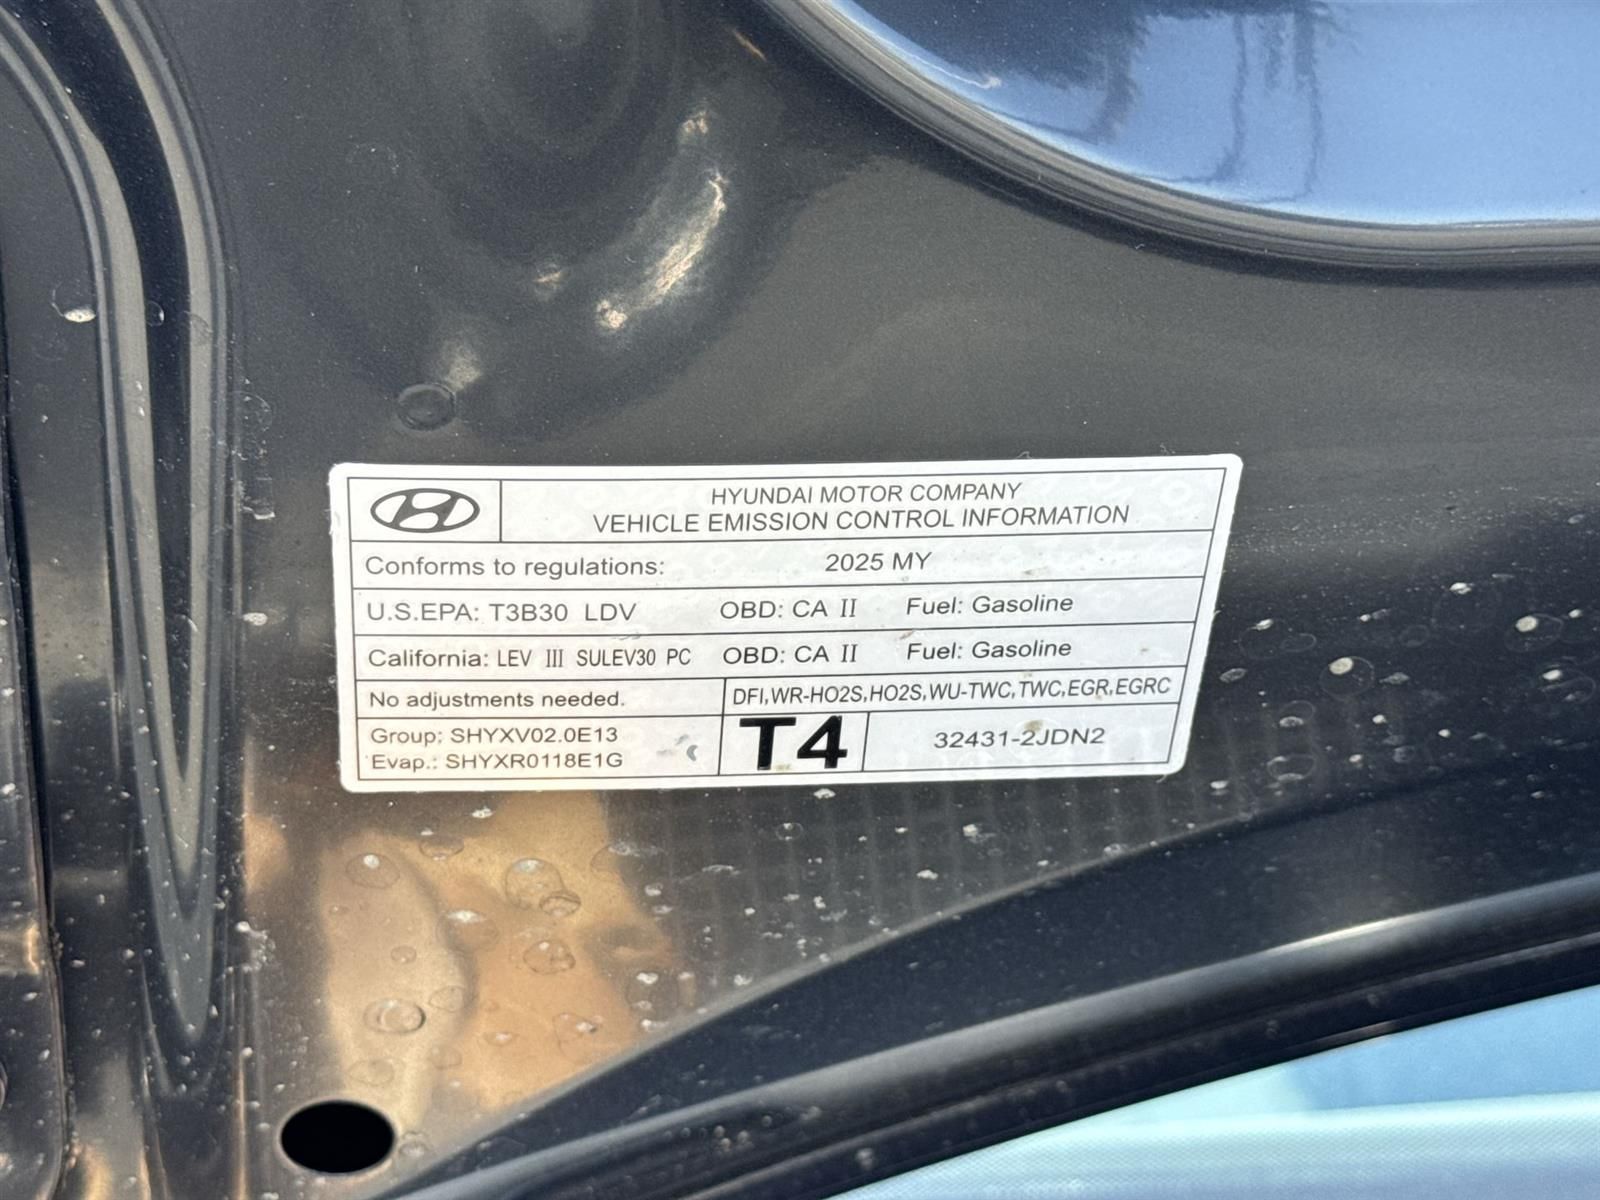 HYUNDAI MOTOR COMPANY
VEHICLE EMISSION CONTROL INFORMATION
Conforms to regulations: 2025 MY
U.S.EPA: T3B30 LDV OBD: CA II Fuel: Gasoline
California: LEV III SULEV30 PC OBD: CA II Fuel: Gasoline
No adjustments needed. DFI,WR-HO2S,HO2S,WU-TWC,TWC,EGR,EGRC
Group: SHYXV02.0E13
Evap.: SHYXR0118E1G
T4
32431-2JDN2